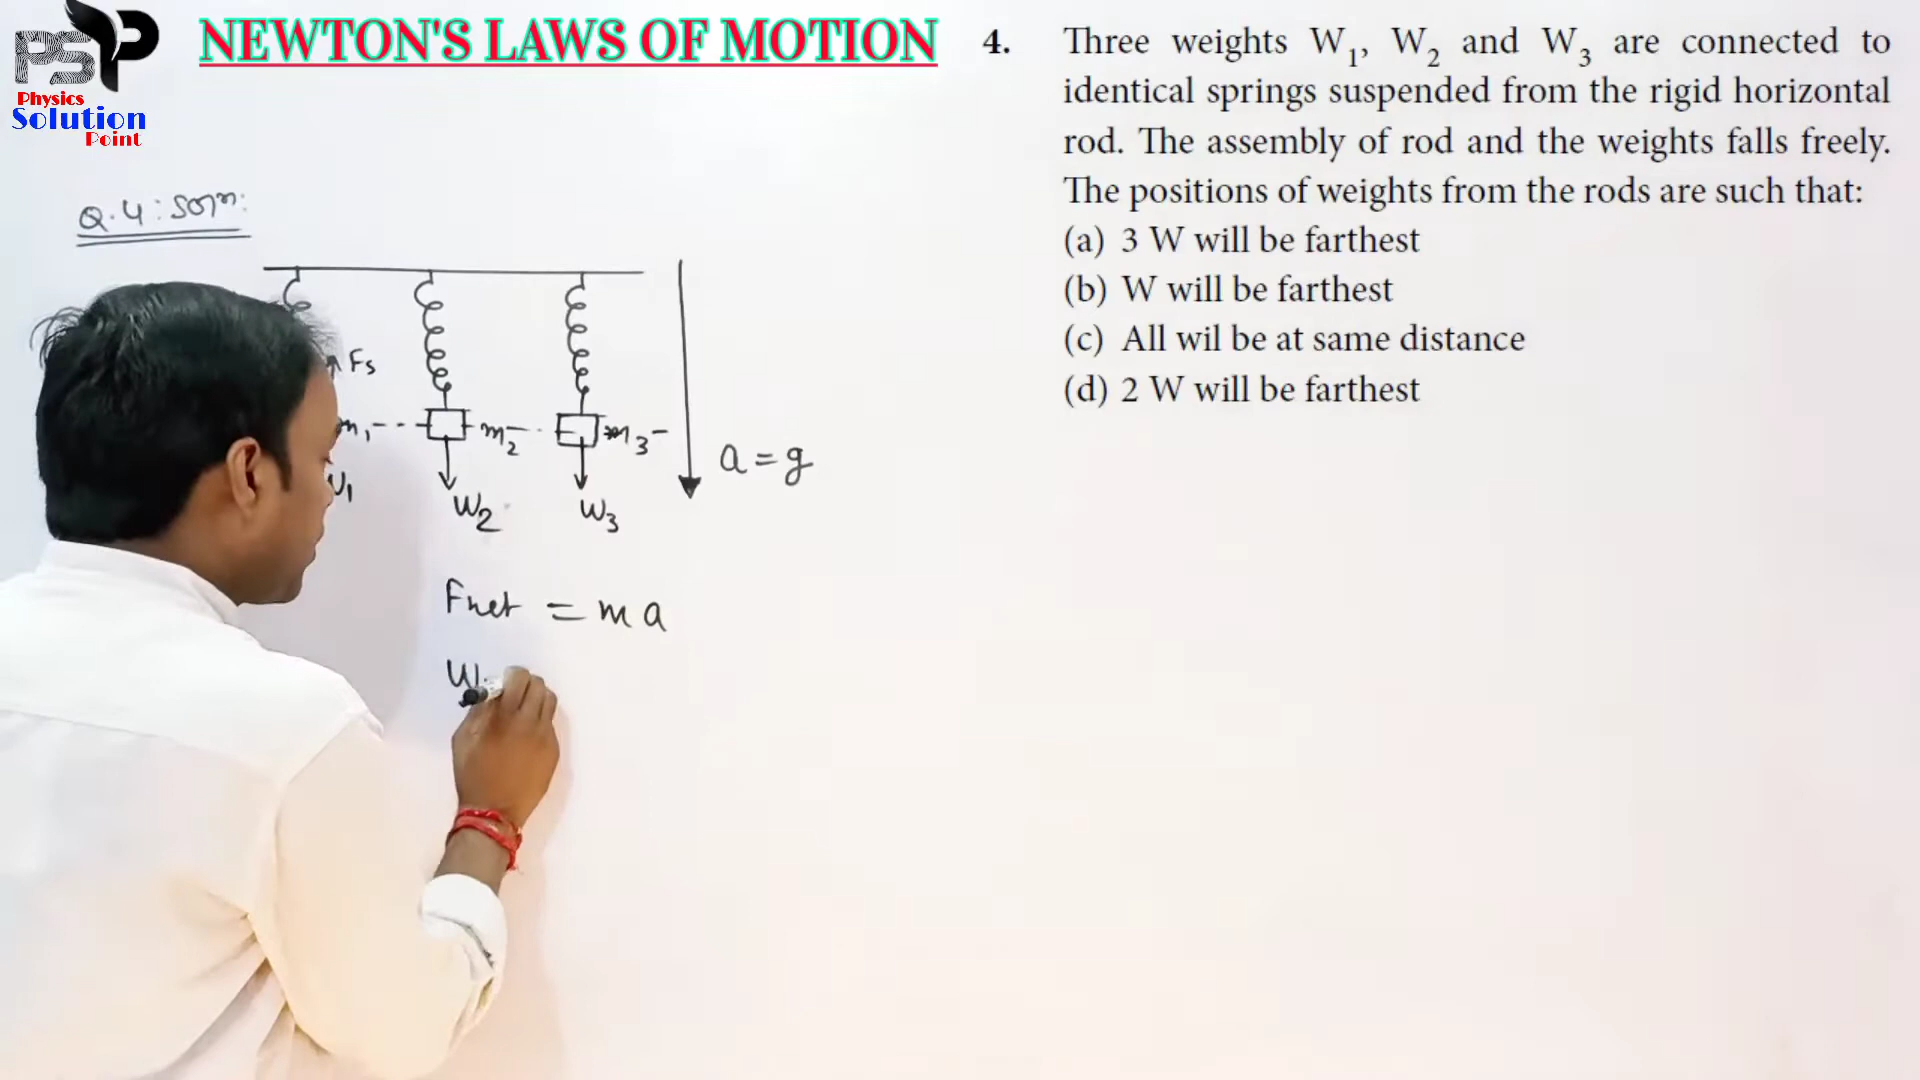 PSP
Physics
Solution
Point
NEWTON'S LAWS OF MOTION
4. Three weights W₁, W₂ and W₃ are connected to
identical springs suspended from the rigid horizontal
rod. The assembly of rod and the weights falls freely.
The positions of weights from the rods are such that:
(a) 3 W will be farthest
(b) W will be farthest
(c) All wil be at same distance
(d) 2 W will be farthest
Q.4: Solⁿ:
Fs
m₁ m₂ m₃
a = g
W₂ W₃
Fnet = ma